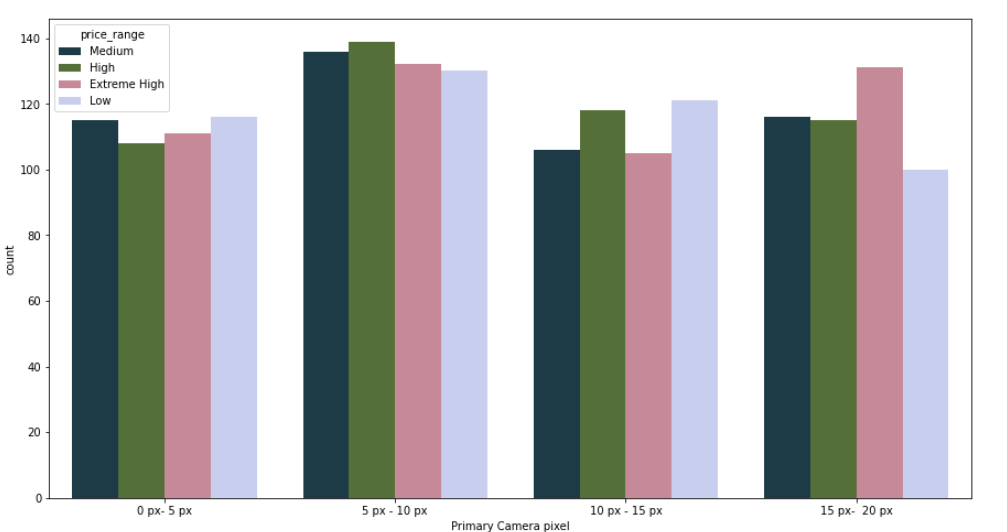 price_range
Medium
High
Extreme High
Low
140
120
100
80
60
40
20
0
count
0 px- 5 px
5 px - 10 px
10 px - 15 px
15 px-  20 px
Primary Camera pixel